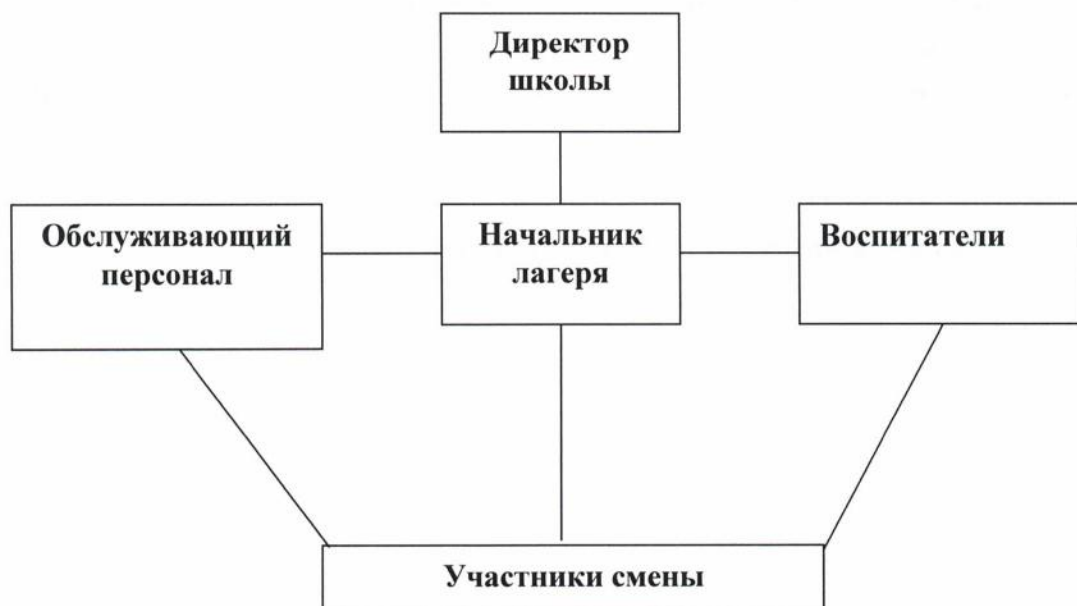 Директор
школы
Обслуживающий
персонал
Начальник
лагеря
Воспитатели
Участники смены